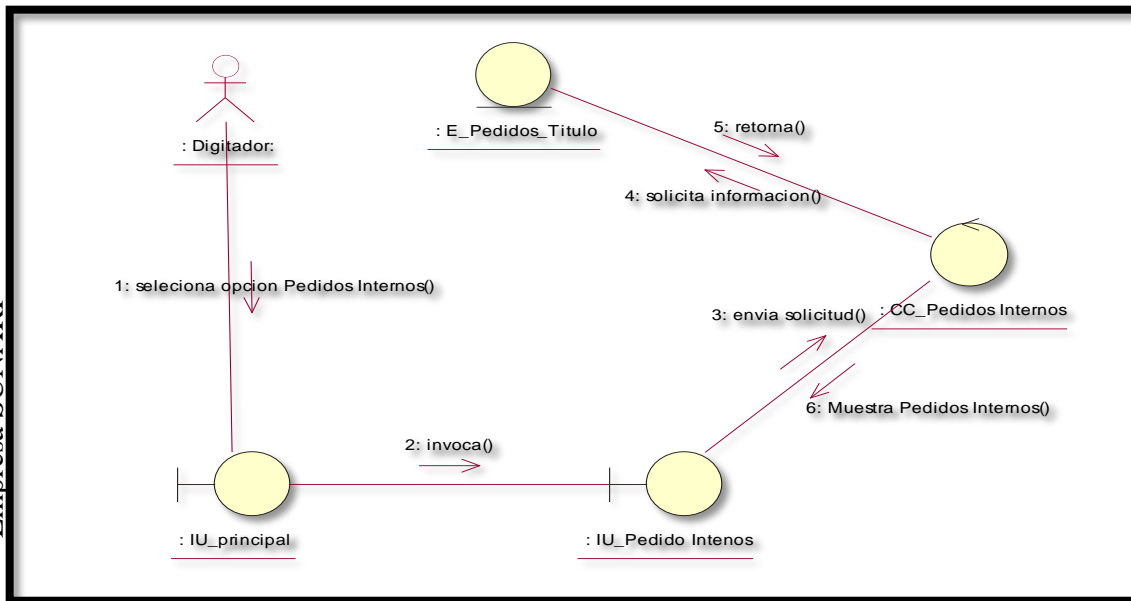 : Digitador:
: E_Pedidos_Titulo
5: retorna()
4: solicita informacion()
1: seleciona opcion Pedidos Internos()
3: envia solicitud()
: CC_Pedidos Internos
6: Muestra Pedidos Internos()
2: invoca()
: IU_principal
: IU_Pedido Intenos
Empresa